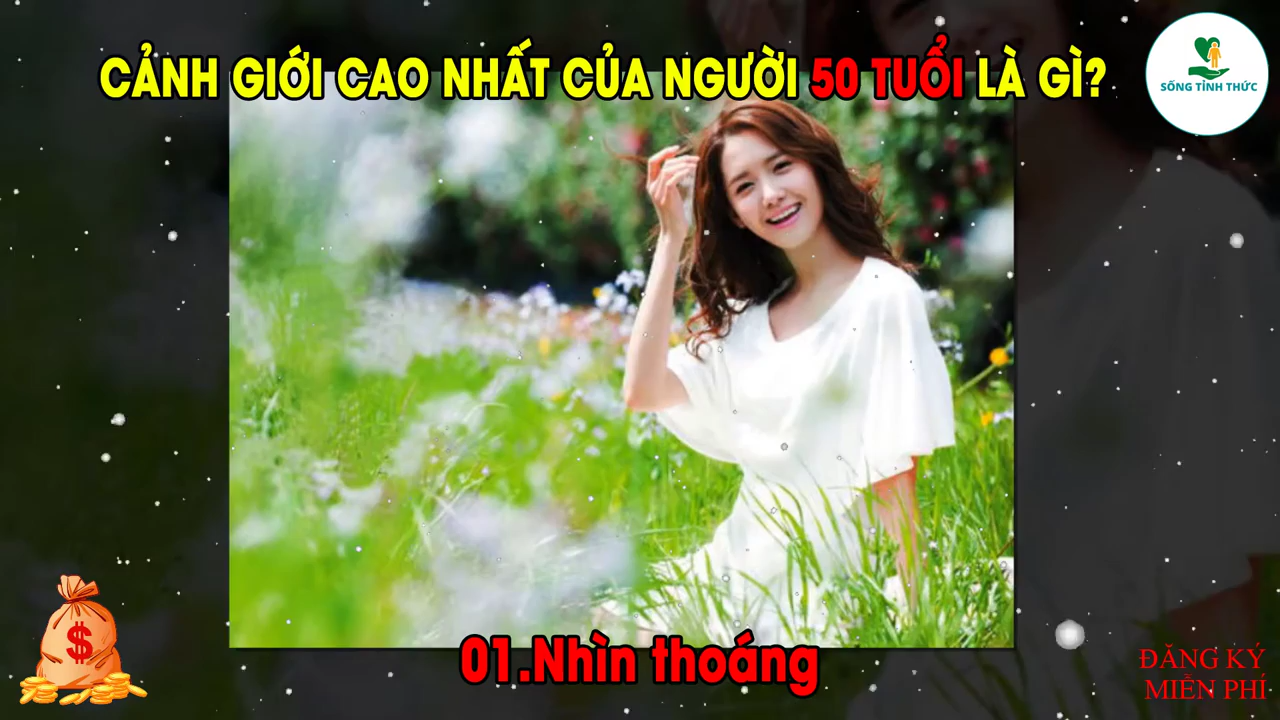 CẢNH GIỚI CAO NHẤT CỦA NGƯỜI 50 TUỔI LÀ GÌ?
SỐNG TỈNH THỨC
01.Nhìn thoáng
ĐĂNG KÝ
MIỄN PHÍ